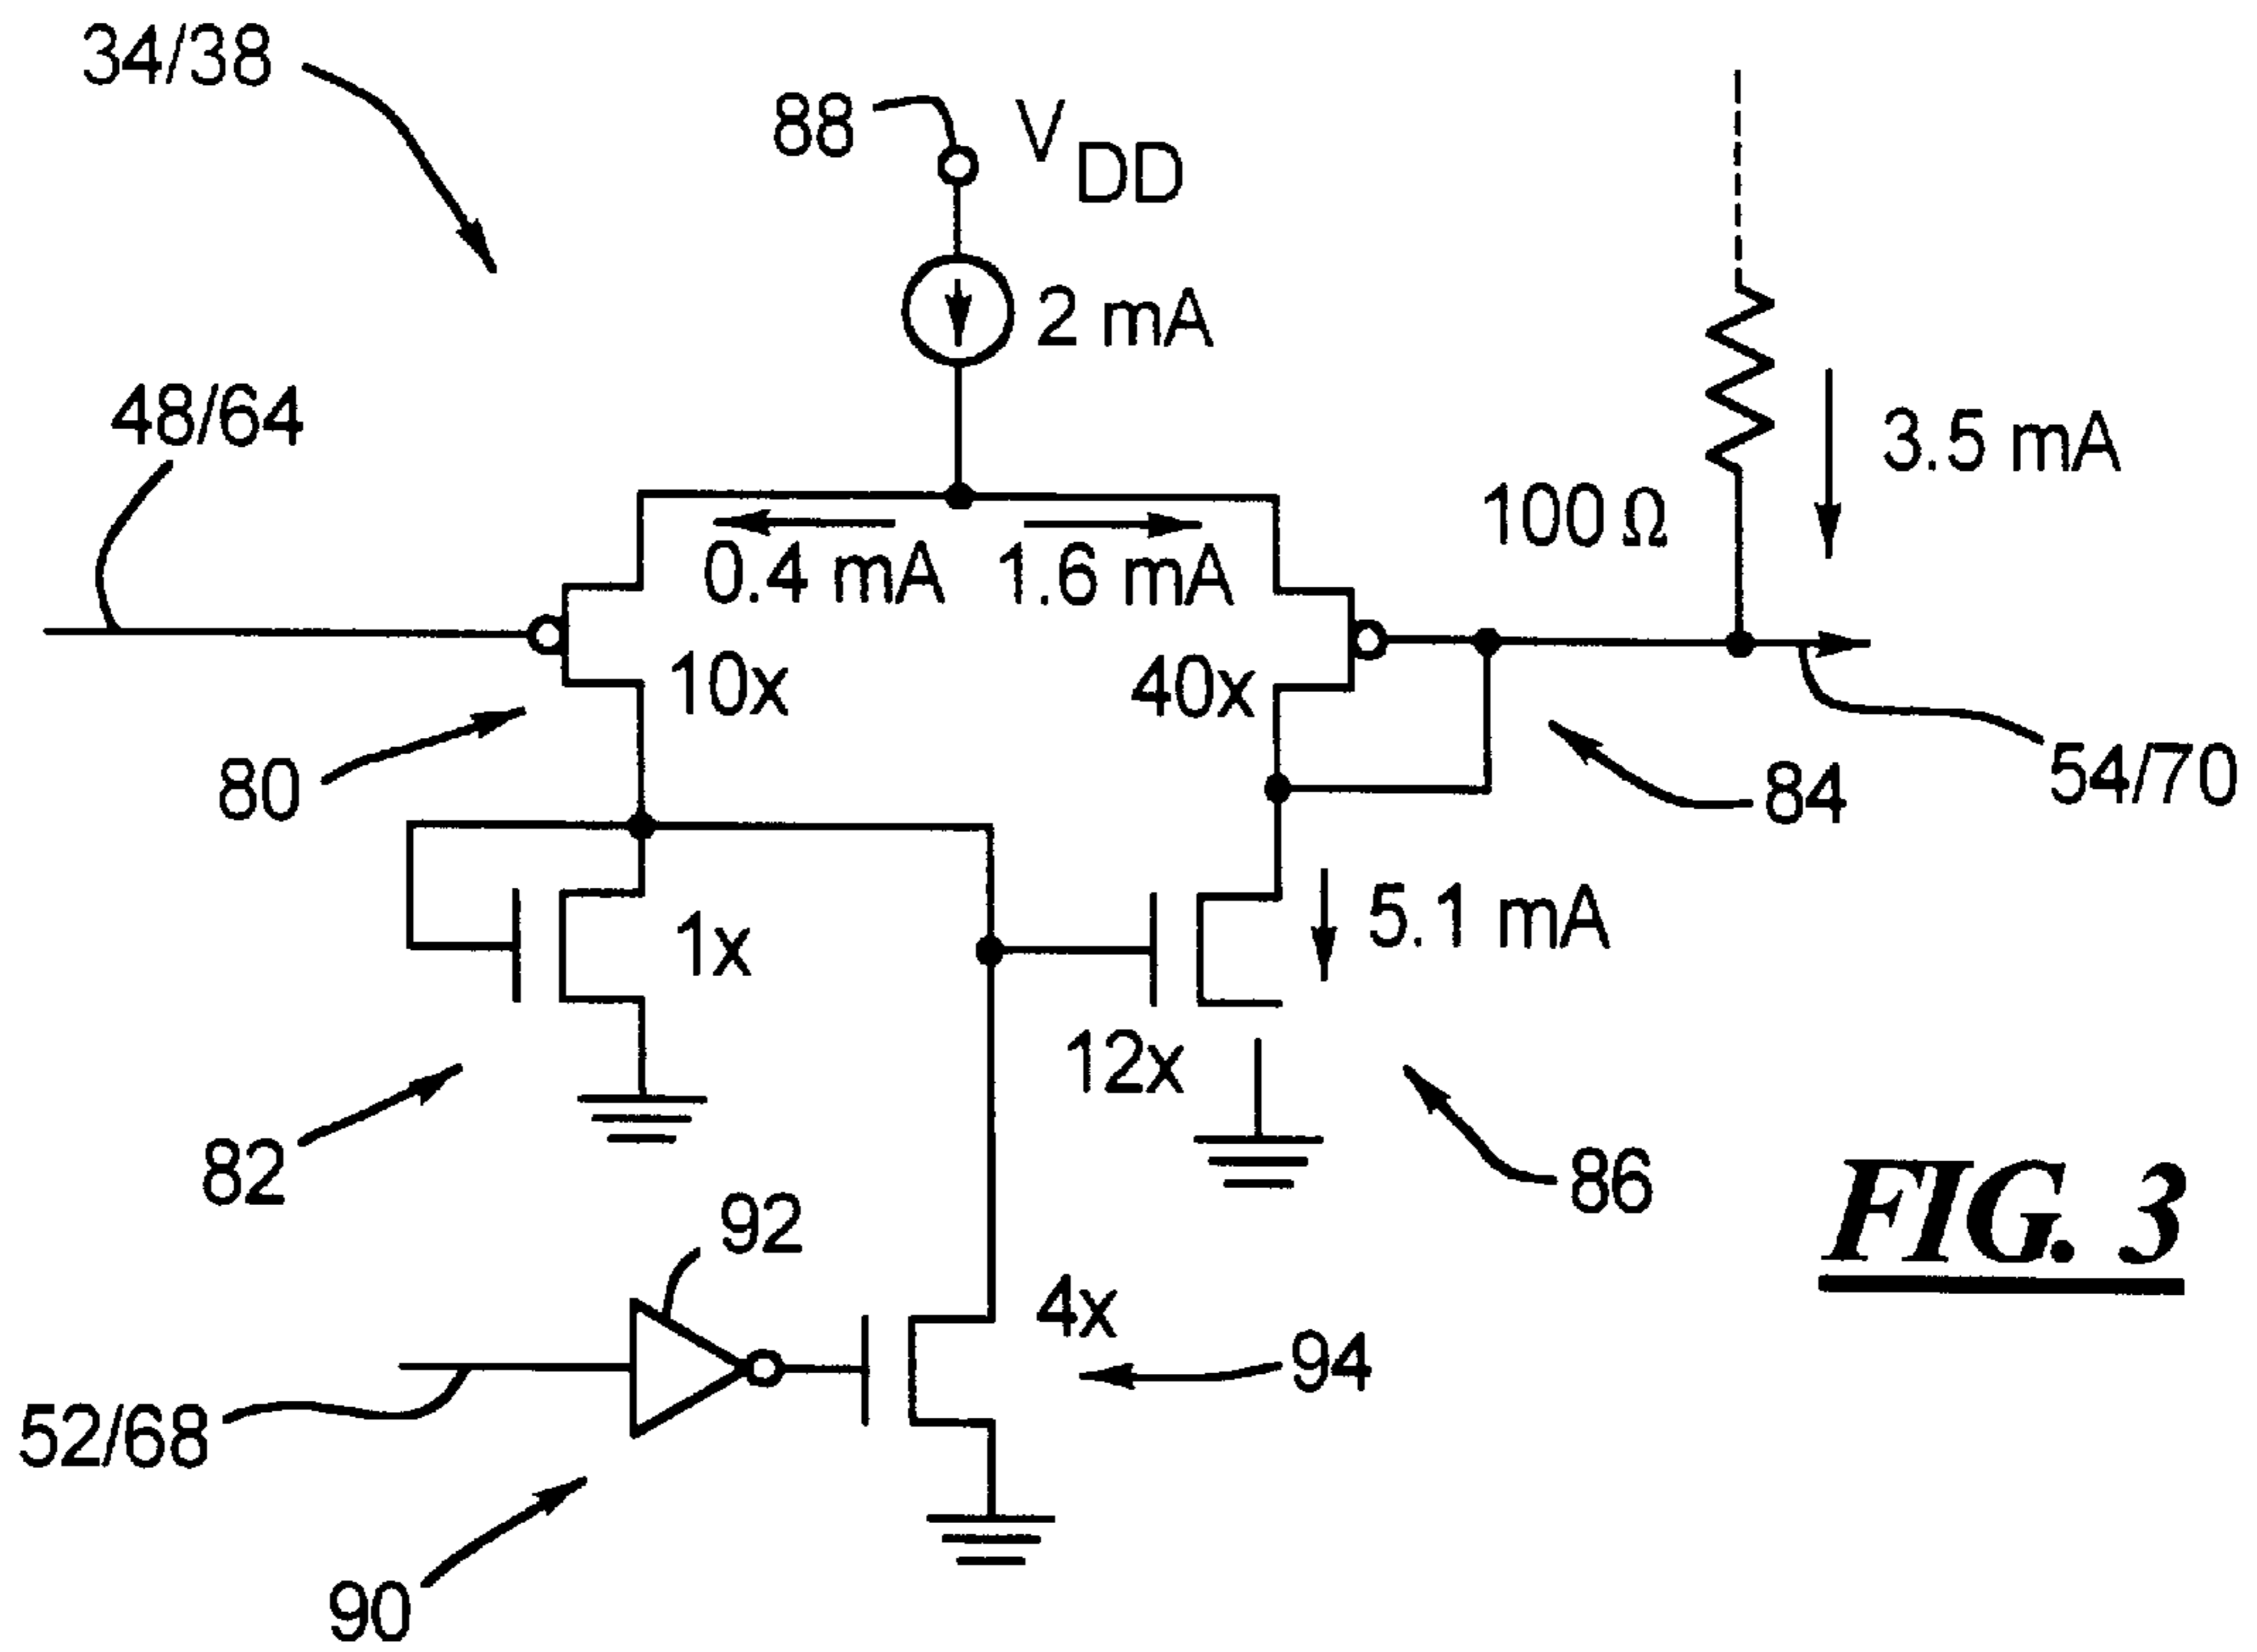 34/38
88
V DD
2 mA
48/64
3.5 mA
100 Ω
0.4 mA
1.6 mA
10x
40x
80
84
54/70
1x
5.1 mA
12x
82
86
92
FIG. 3
4x
94
52/68
90